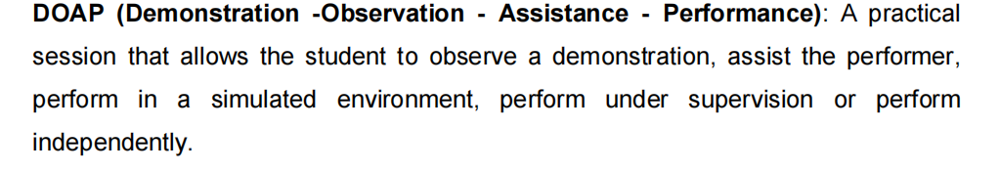 DOAP (Demonstration -Observation - Assistance - Performance): A practical
session that allows the student to observe a demonstration, assist the performer,
perform in a simulated environment, perform under supervision or perform
independently.